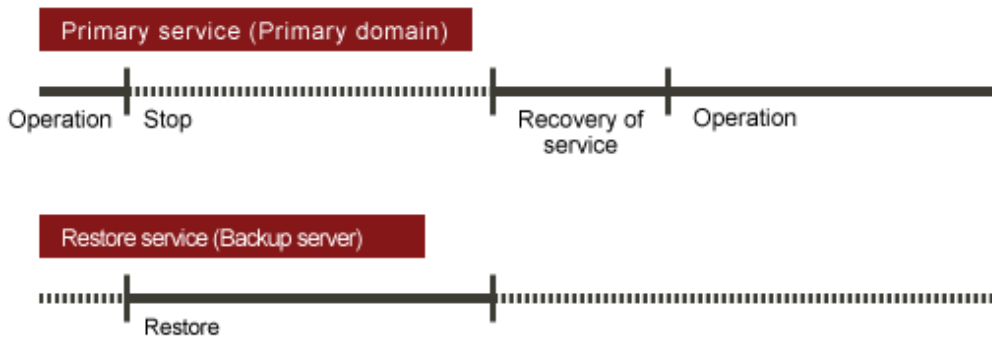 Primary service (Primary domain)
Operation
Stop
Recovery of
service
Operation
Restore service (Backup server)
Restore